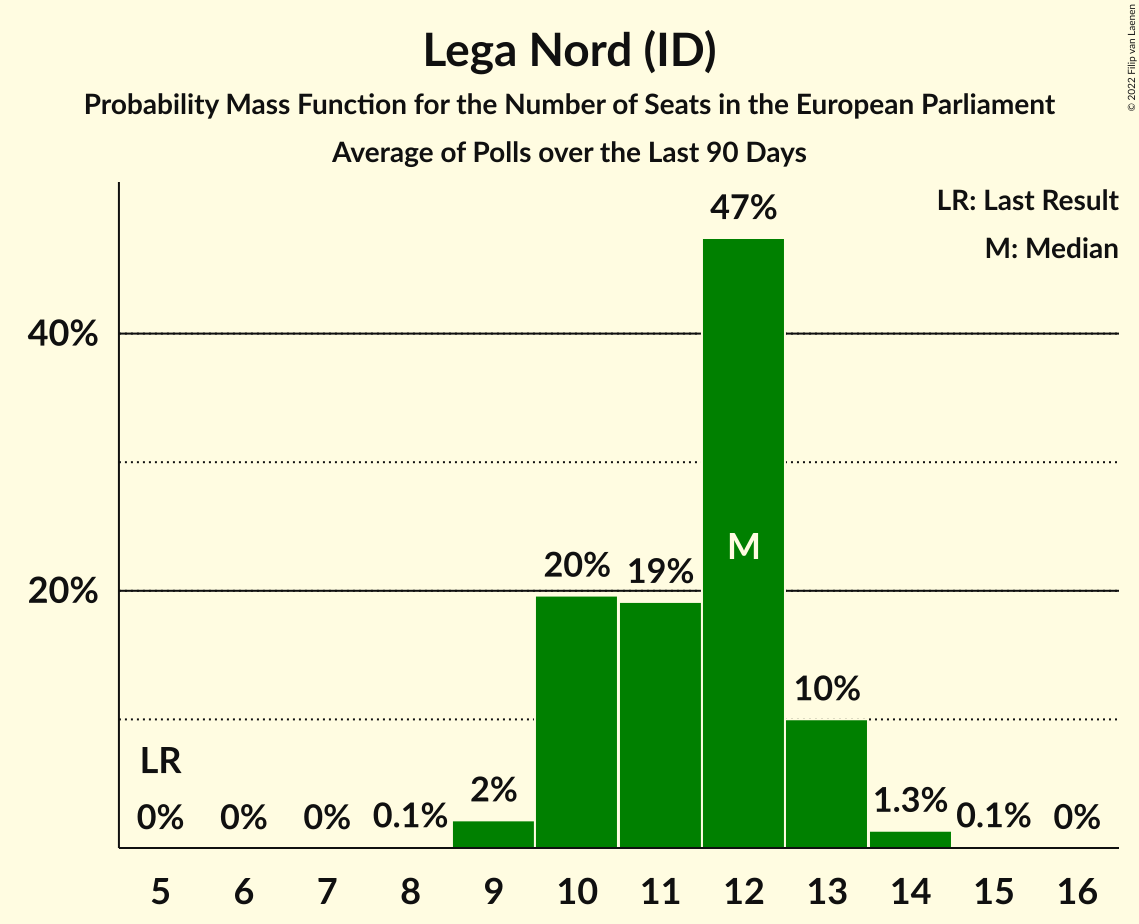 Lega Nord (ID)
Probability Mass Function for the Number of Seats in the European Parliament
Average of Polls over the Last 90 Days
© 2022 Filip van Laenen
LR: Last Result
M: Median
47%
40%
M
20%
19%
20%
10%
LR
2%
1.3%
0%
0%
0%
0.1%
0.1%
0%
5 6 7 8 9 10 11 12 13 14 15 16